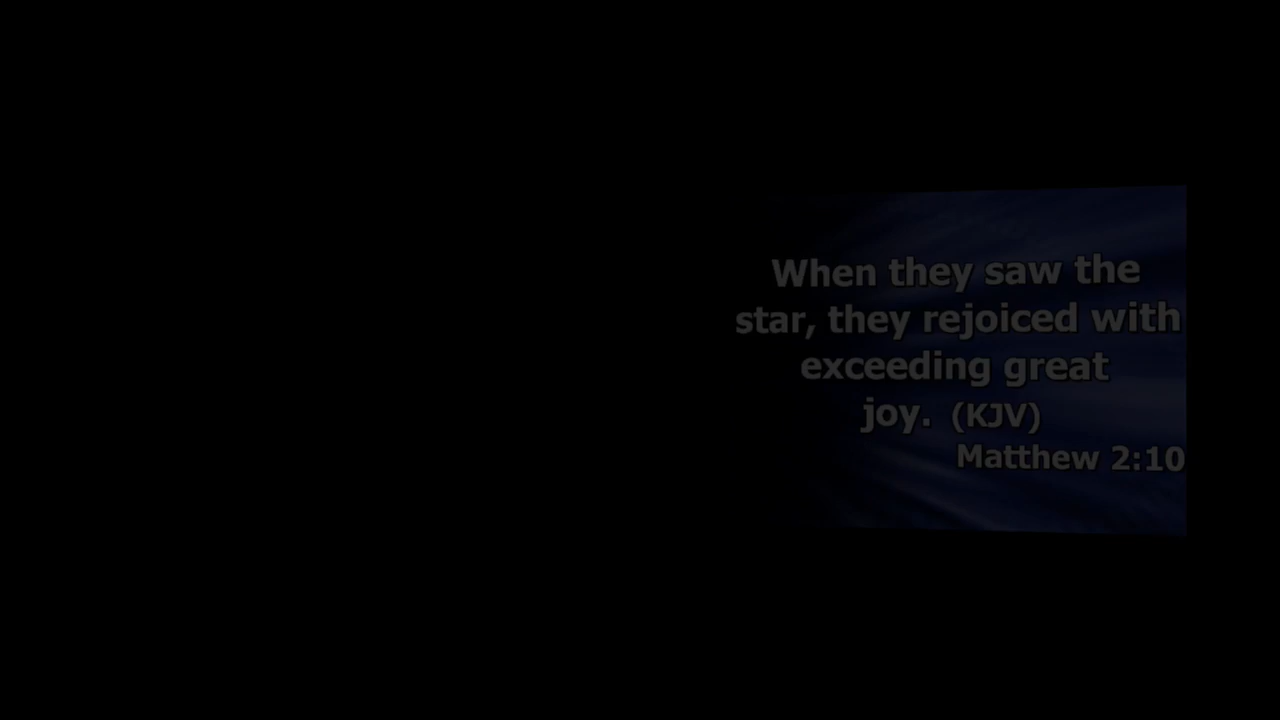 When they saw the
star, they rejoiced with
exceeding great
joy. (KJV)
Matthew 2:10